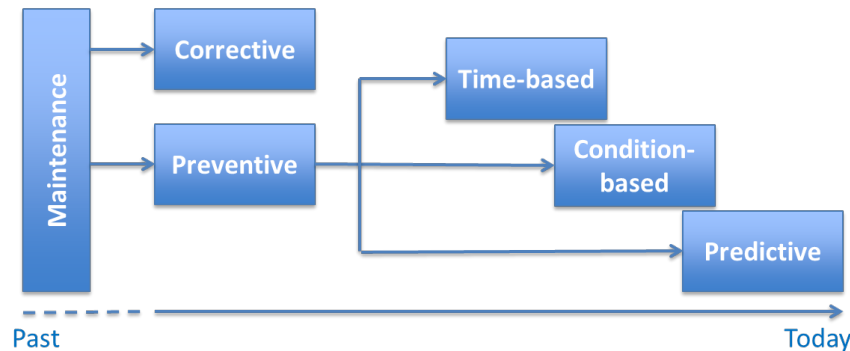 Maintenance
Corrective
Preventive
Time-based
Condition-
based
Predictive
Past
Today